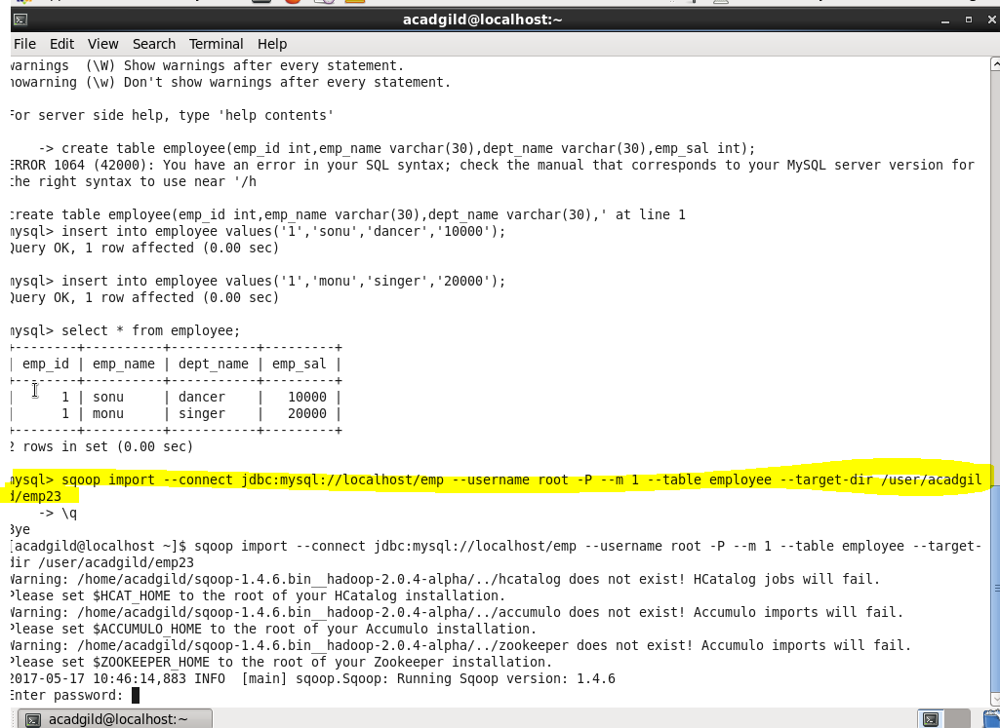 acadgild@localhost:~
File Edit View Search Terminal Help
warnings  (\W) Show warnings after every statement.
nowarning (\w) Don't show warnings after every statement.
For server side help, type 'help contents'
    -> create table employee(emp_id int,emp_name varchar(30),dept_name varchar(30),emp_sal int);
ERROR 1064 (42000): You have an error in your SQL syntax; check the manual that corresponds to your MySQL server version for
the right syntax to use near '/h
create table employee(emp_id int,emp_name varchar(30),dept_name varchar(30),' at line 1
mysql> insert into employee values('1','sonu','dancer','10000');
Query OK, 1 row affected (0.00 sec)
mysql> insert into employee values('1','monu','singer','20000');
Query OK, 1 row affected (0.00 sec)
mysql> select * from employee;
+--------+----------+-----------+---------+
| emp_id | emp_name | dept_name | emp_sal |
+--------+----------+-----------+---------+
|      1 | sonu     | dancer    |   10000 |
|      1 | monu     | singer    |   20000 |
+--------+----------+-----------+---------+
2 rows in set (0.00 sec)
mysql> sqoop import --connect jdbc:mysql://localhost/emp --username root -P --m 1 --table employee --target-dir /user/acadgil
d/emp23
    -> \q
Bye
[acadgild@localhost ~]$ sqoop import --connect jdbc:mysql://localhost/emp --username root -P --m 1 --table employee --target-
dir /user/acadgild/emp23
Warning: /home/acadgild/sqoop-1.4.6.bin__hadoop-2.0.4-alpha/../hcatalog does not exist! HCatalog jobs will fail.
Please set $HCAT_HOME to the root of your HCatalog installation.
Warning: /home/acadgild/sqoop-1.4.6.bin__hadoop-2.0.4-alpha/../accumulo does not exist! Accumulo imports will fail.
Please set $ACCUMULO_HOME to the root of your Accumulo installation.
Warning: /home/acadgild/sqoop-1.4.6.bin__hadoop-2.0.4-alpha/../zookeeper does not exist! Accumulo imports will fail.
Please set $ZOOKEEPER_HOME to the root of your Zookeeper installation.
2017-05-17 10:46:14,883 INFO  [main] sqoop.Sqoop: Running Sqoop version: 1.4.6
Enter password:
acadgild@localhost:~